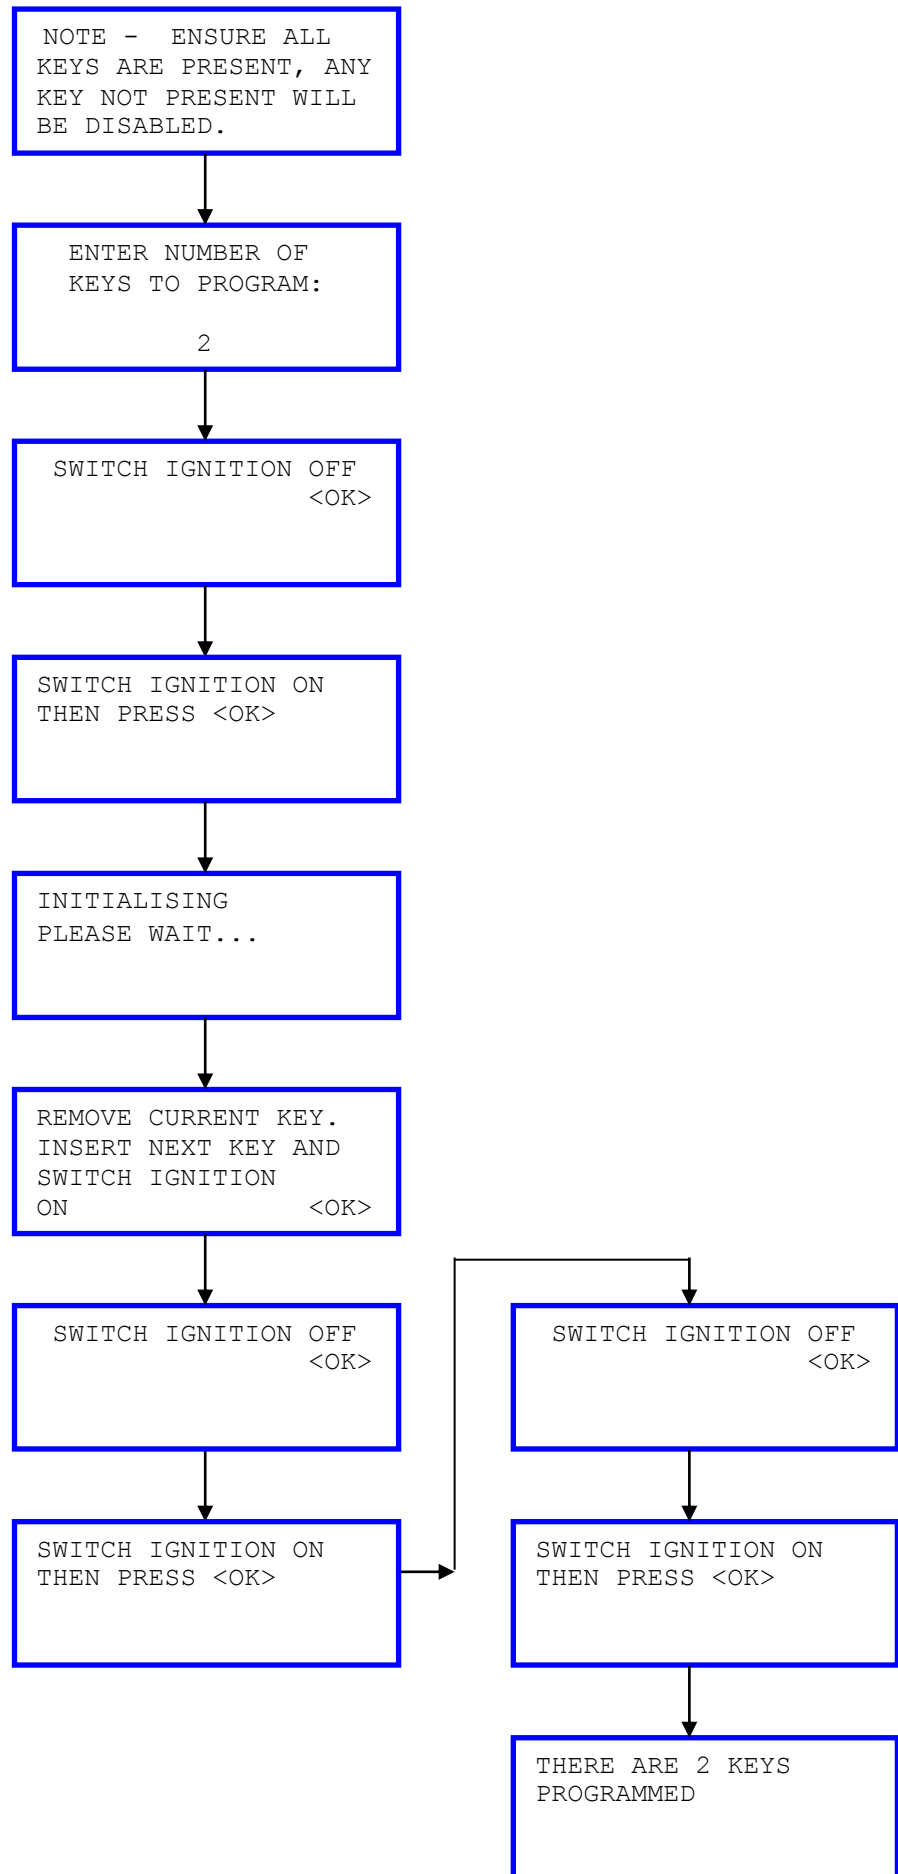 NOTE - ENSURE ALL
KEYS ARE PRESENT, ANY
KEY NOT PRESENT WILL
BE DISABLED.
ENTER NUMBER OF
KEYS TO PROGRAM:
2
SWITCH IGNITION OFF
<OK>
SWITCH IGNITION ON
THEN PRESS <OK>
INITIALISING
PLEASE WAIT...
REMOVE CURRENT KEY.
INSERT NEXT KEY AND
SWITCH IGNITION
ON <OK>
SWITCH IGNITION OFF
<OK>
SWITCH IGNITION ON
THEN PRESS <OK>
SWITCH IGNITION OFF
<OK>
SWITCH IGNITION ON
THEN PRESS <OK>
THERE ARE 2 KEYS
PROGRAMMED